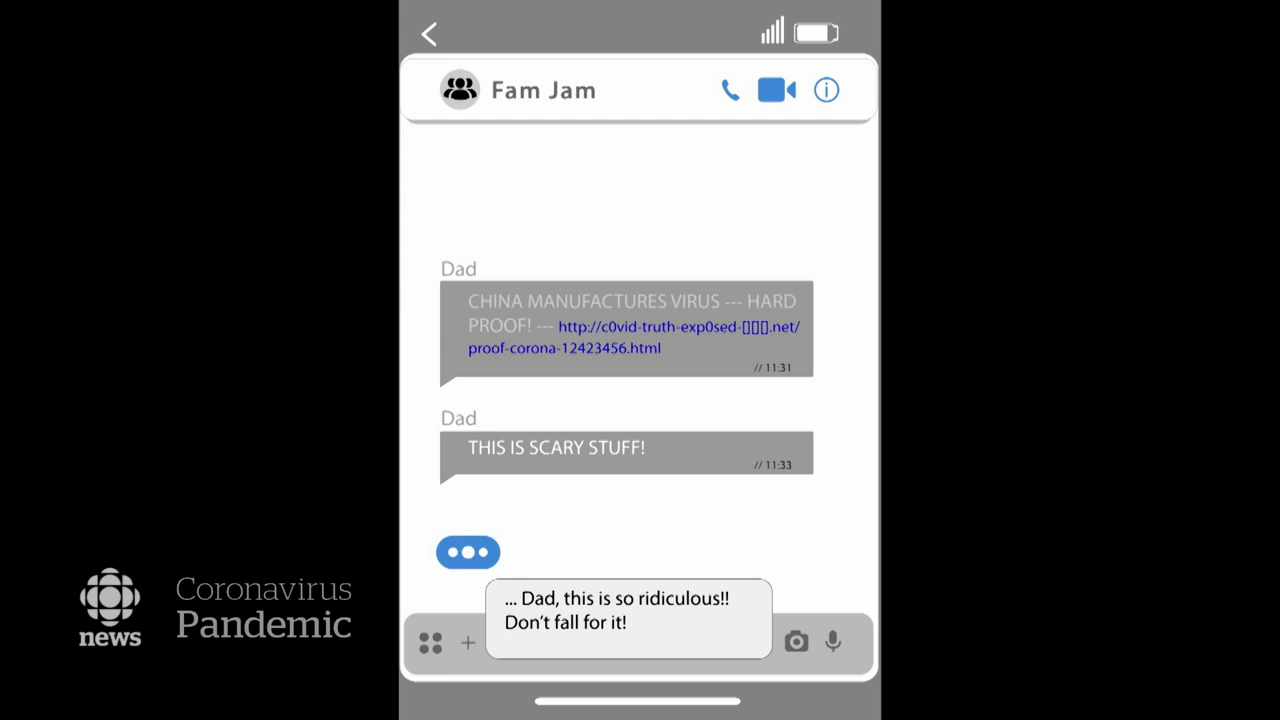 Fam Jam
Dad
CHINA MANUFACTURES VIRUS --- HARD
PROOF! --- http://c0vid-truth-exp0sed-[][][].net/
proof-corona-12423456.html
// 11:31
Dad
THIS IS SCARY STUFF!
// 11:33
... Dad, this is so ridiculous!!
Don't fall for it!
news
Coronavirus
Pandemic